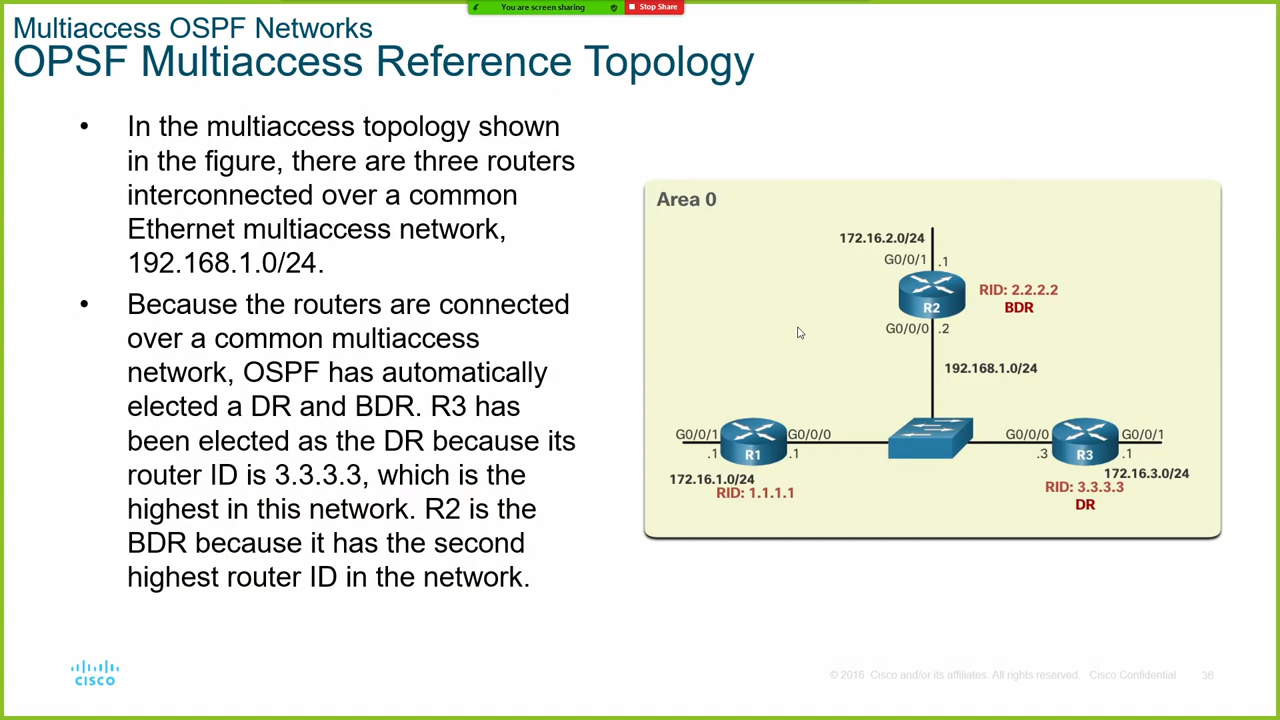 You are screen sharing
Stop Share
Multiaccess OSPF Networks
OPSF Multiaccess Reference Topology
• In the multiaccess topology shown
in the figure, there are three routers
interconnected over a common
Ethernet multiaccess network,
192.168.1.0/24.
• Because the routers are connected
over a common multiaccess
network, OSPF has automatically
elected a DR and BDR. R3 has
been elected as the DR because its
router ID is 3.3.3.3, which is the
highest in this network. R2 is the
BDR because it has the second
highest router ID in the network.
Area 0
172.16.2.0/24
G0/0/1 .1
R2
RID: 2.2.2.2
BDR
G0/0/0 .2
192.168.1.0/24
G0/0/1 G0/0/0
.1 R1 .1
172.16.1.0/24
RID: 1.1.1.1
G0/0/0 G0/0/1
.3 R3 .1
172.16.3.0/24
RID: 3.3.3.3
DR
CISCO
© 2016 Cisco and/or its affiliates. All rights reserved. Cisco Confidential 36